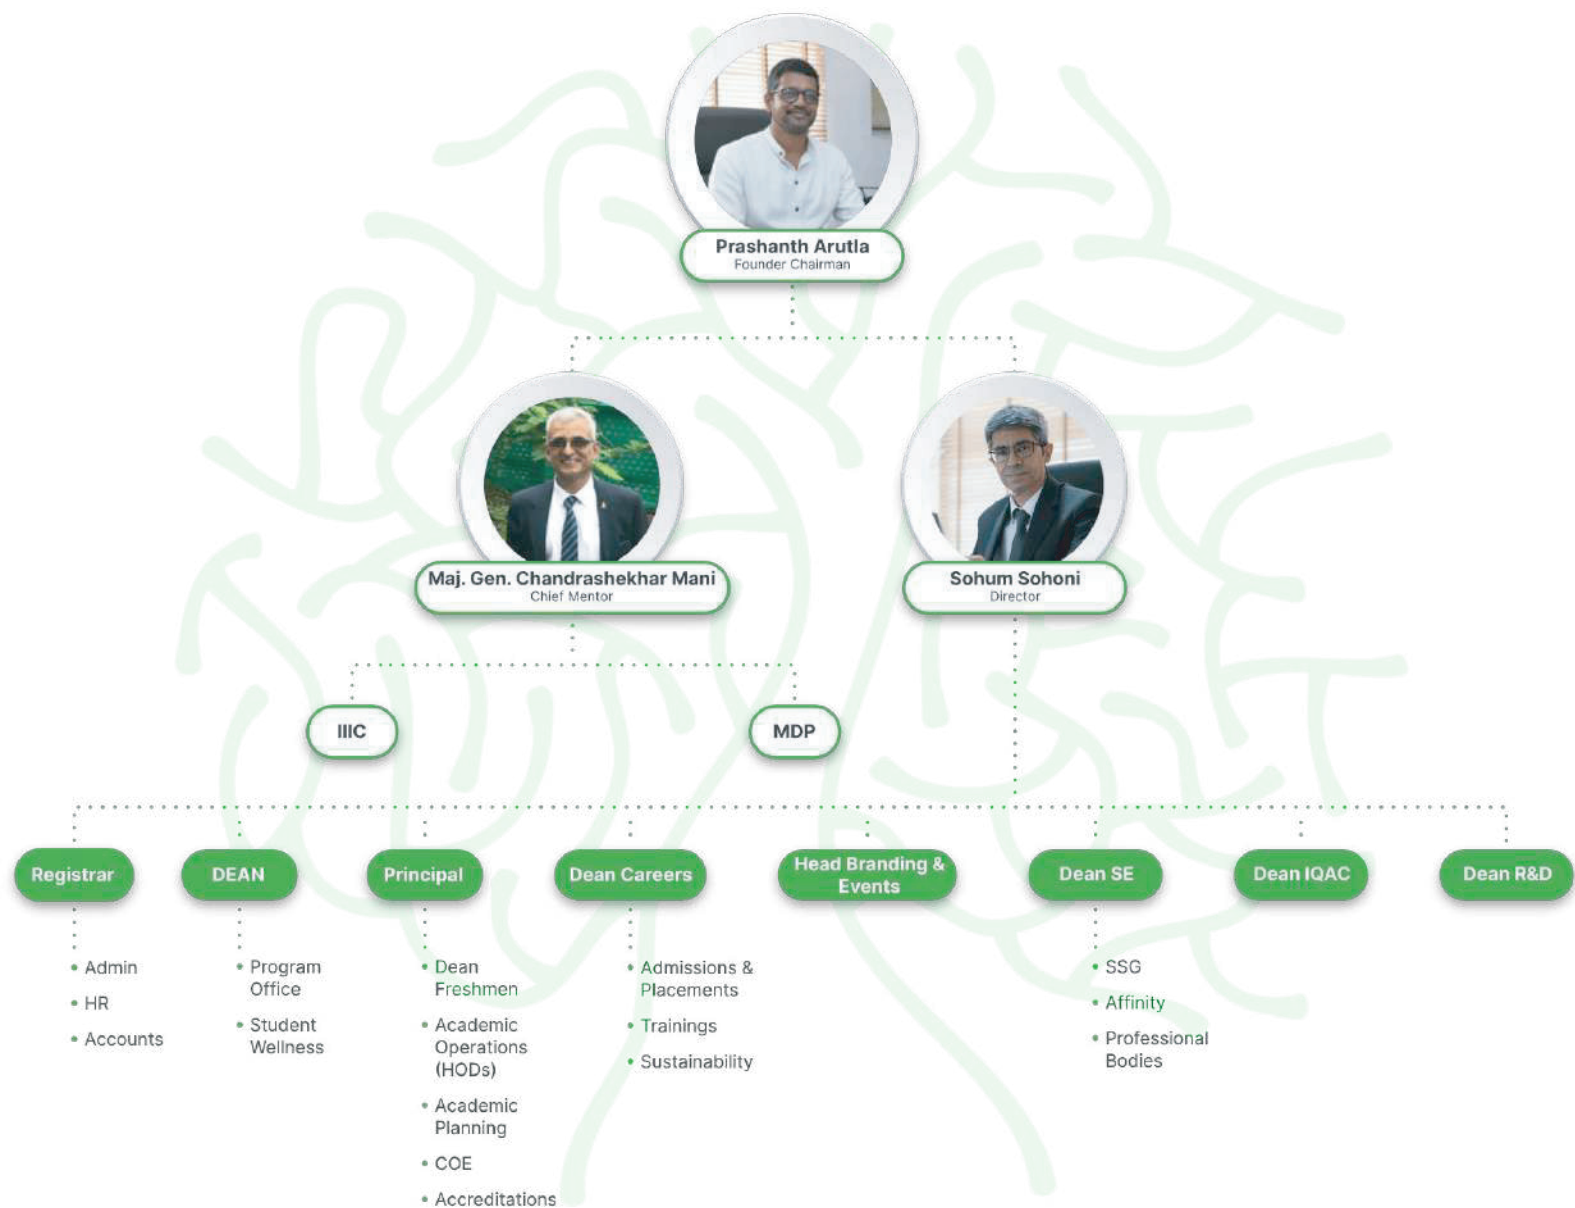 Prashanth Arutla
Founder Chairman
Maj. Gen. Chandrashekhar Mani
Chief Mentor
Sohum Sohoni
Director
IIIC
MDP
Registrar
DEAN
Principal
Dean Careers
Head Branding &
Events
Dean SE
Dean IQAC
Dean R&D
• Admin
• HR
• Accounts
• Program
Office
• Student
Wellness
• Dean
Freshmen
• Academic
Operations
(HODs)
• Academic
Planning
• COE
• Accreditations
• Admissions &
Placements
• Trainings
• Sustainability
• SSG
• Affinity
• Professional
Bodies